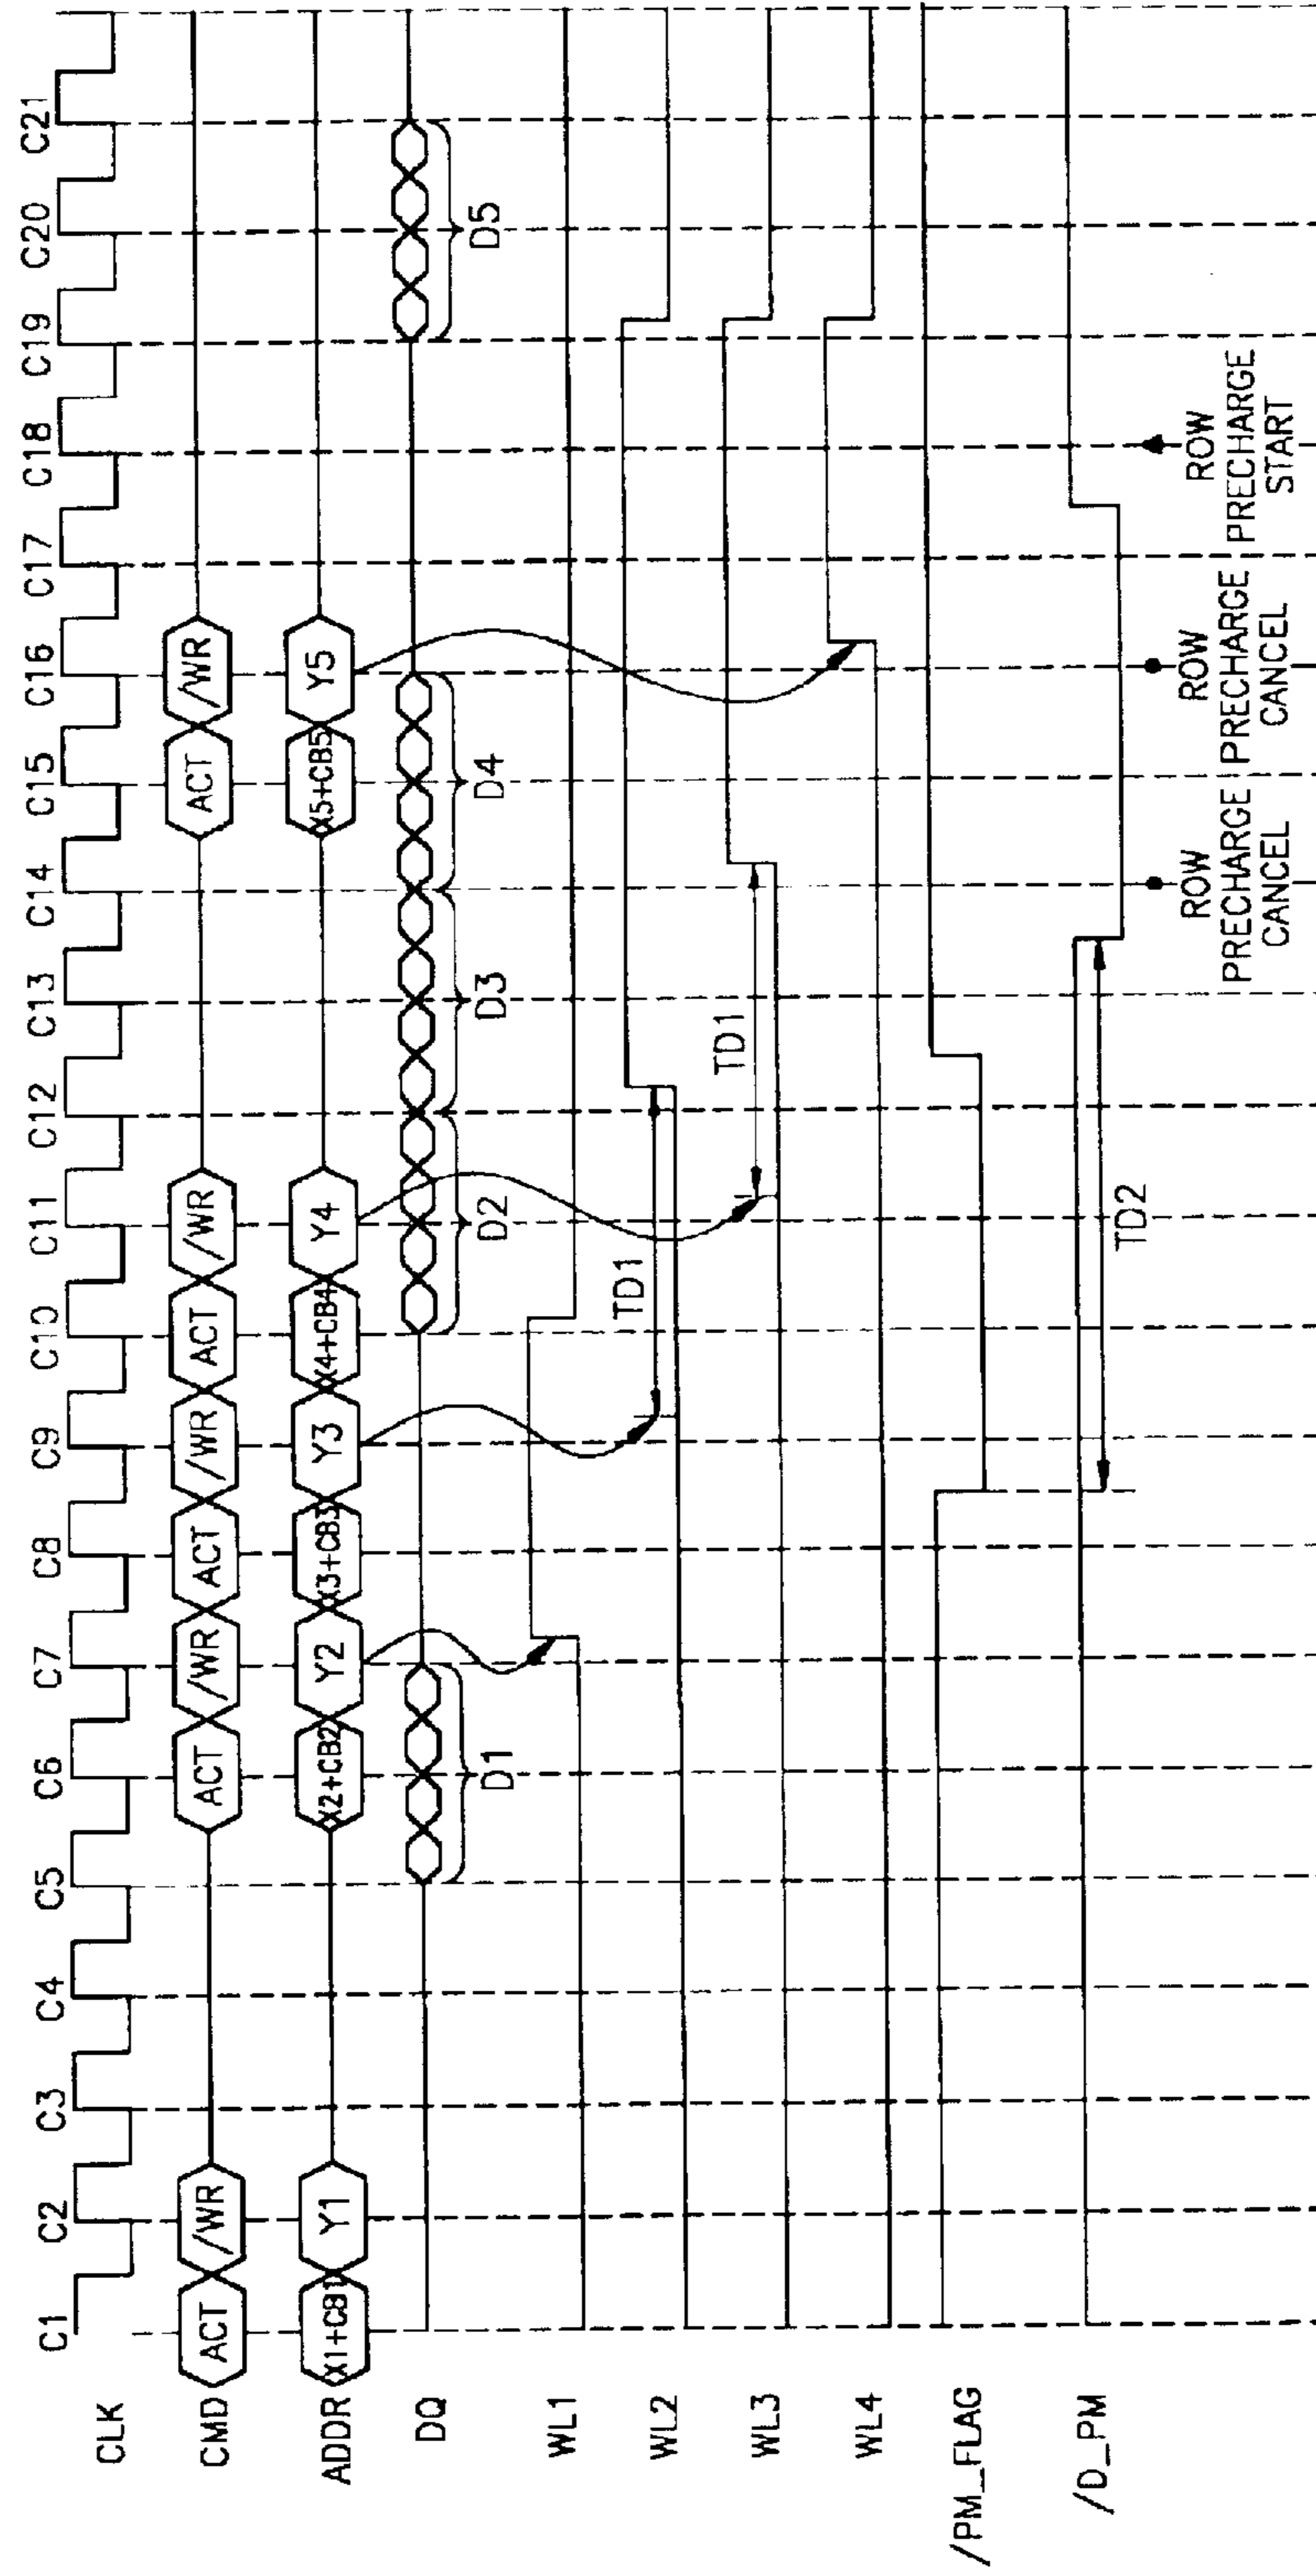 C1 C2 C3 C4 C5 C6 C7 C8 C9 C10 C11 C12 C13 C14 C15 C16 C17 C18 C19 C20 C21
CLK
CMD ACT /WR ACT /WR ACT /WR ACT /WR ACT /WR
ADDR X1+CB1 Y1 X2+CB2 Y2 X3+CB3 Y3 X4+CB4 Y4 X5+CB5 Y5
DQ D1 D2 D3 D4 D5
WL1
WL2 TD1
WL3 TD1
WL4
/PM_FLAG
/D_PM
TD2
ROW
PRECHARGE
CANCEL
ROW
PRECHARGE
CANCEL
ROW
PRECHARGE
START